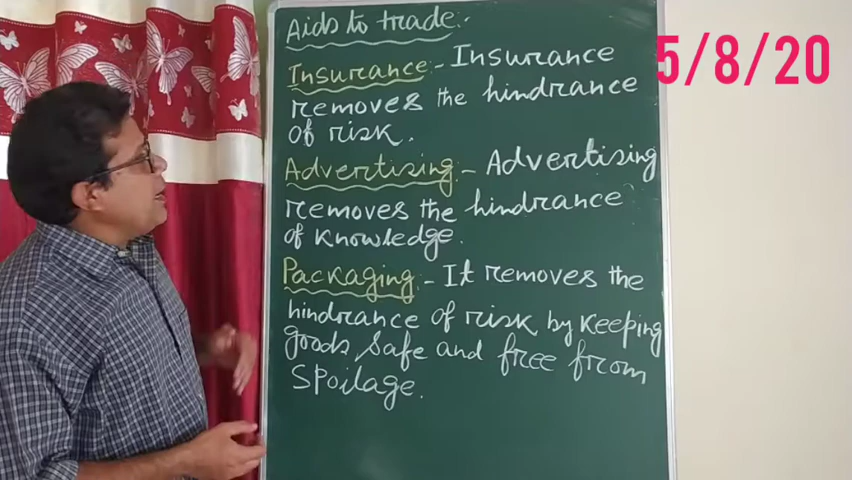 Aids to trade:-
5/8/20
Insurance:- Insurance
removes the hindrance
of risk.
Advertising - Advertising
removes the hindrance
of knowledge.
Packaging:- It removes the
hindrance of risk by keeping
goods, safe and free from
spoilage.